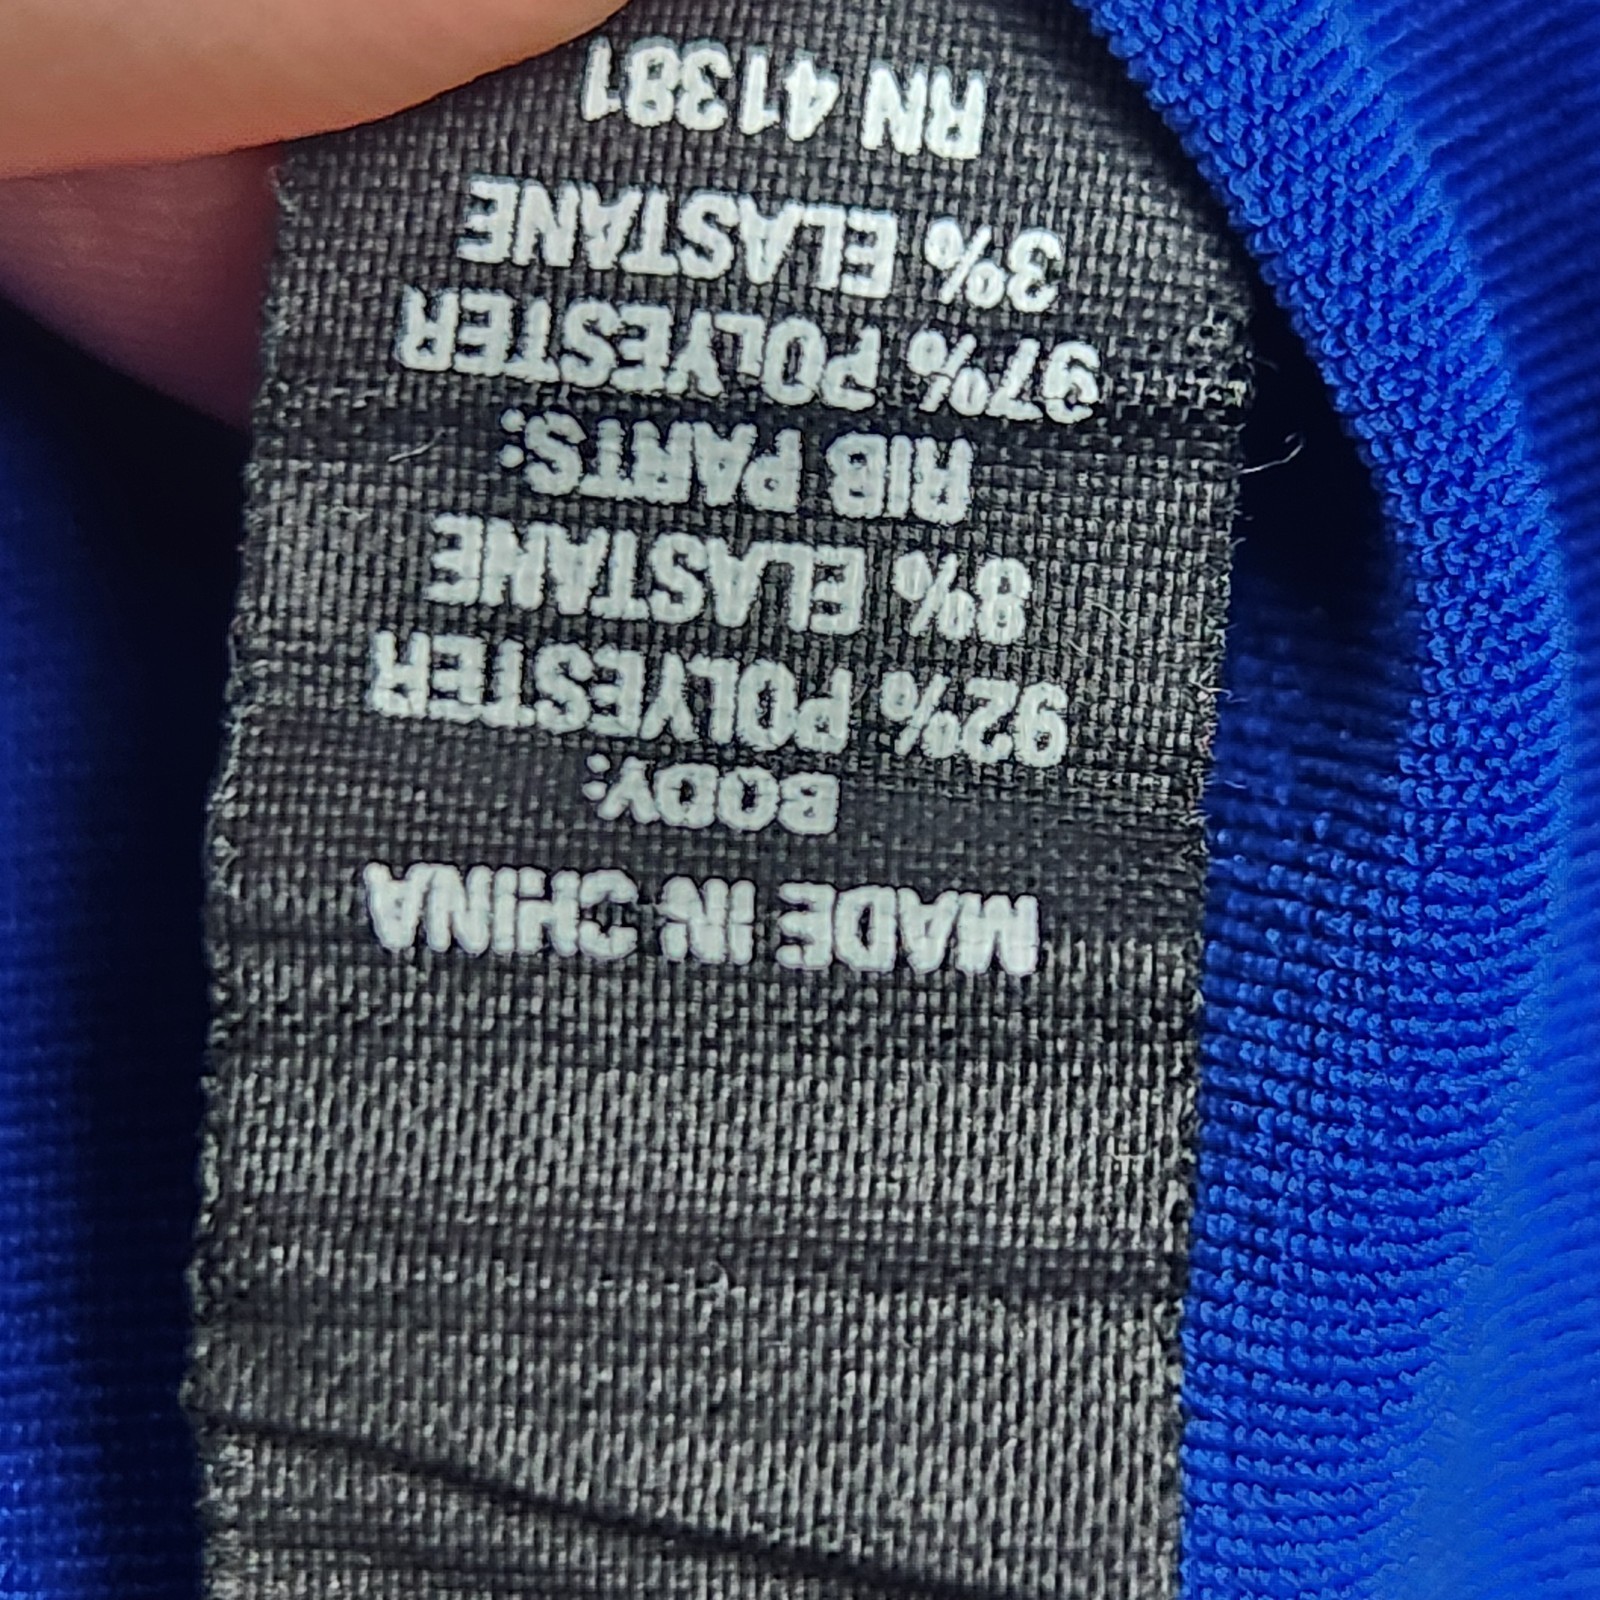 MADE IN CHINA
BODY:
92% POLYESTER
8% ELASTANE
RIB PARTS:
97% POLYESTER
3% ELASTANE
RN 41381